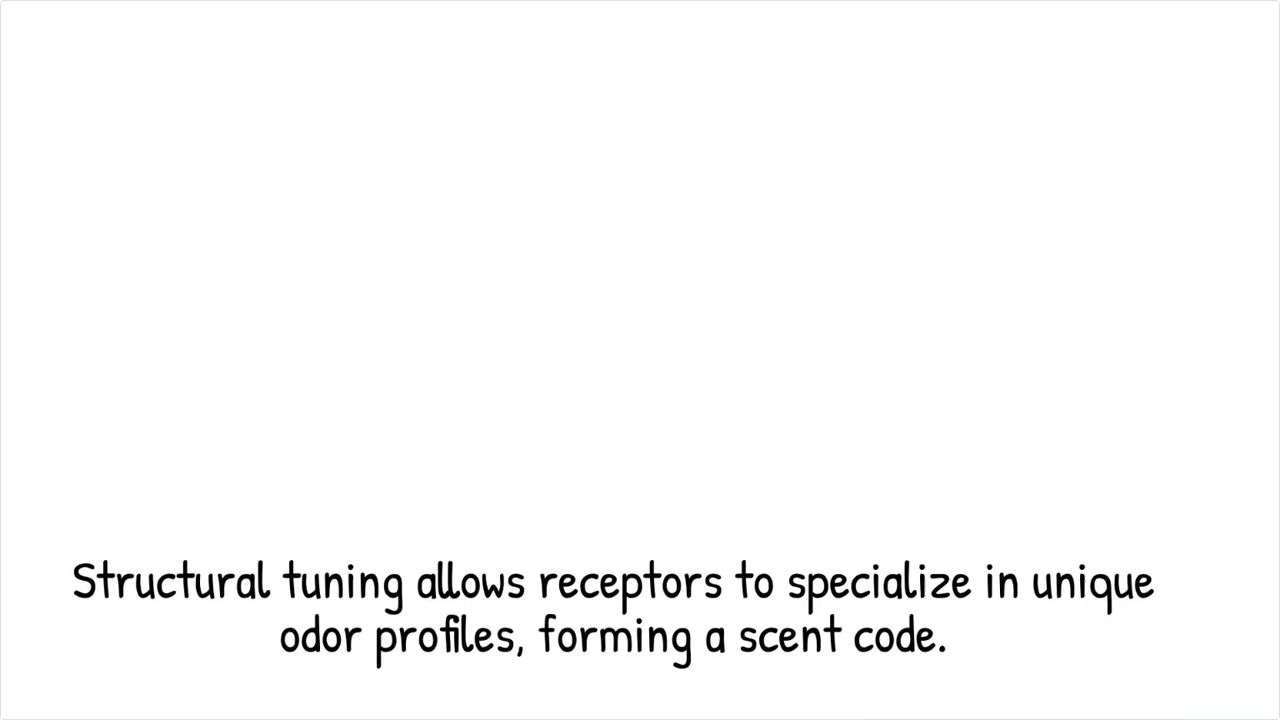 Structural tuning allows receptors to specialize in unique
odor profiles, forming a scent code.